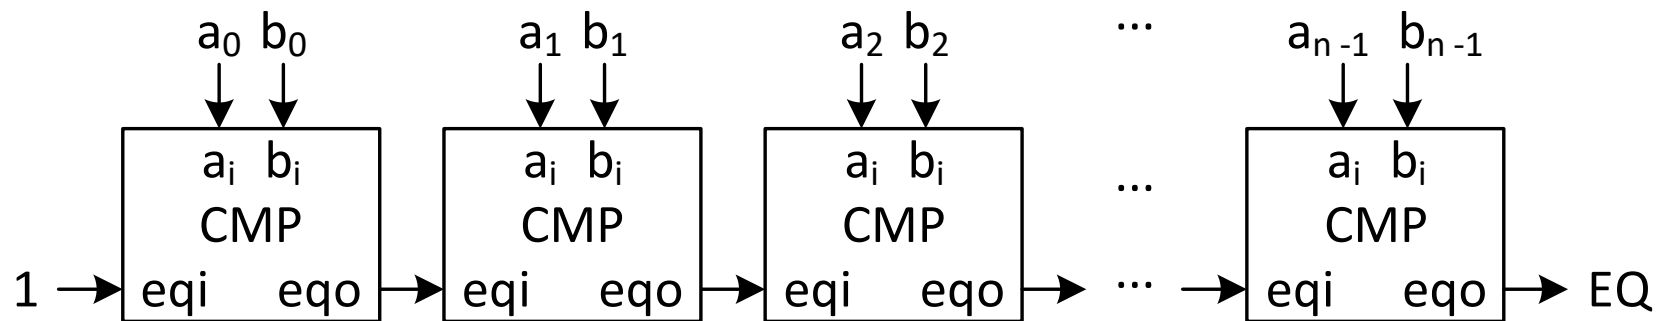 a₀ b₀ a₁ b₁ a₂ b₂ ... aₙ₋₁ bₙ₋₁
aᵢ bᵢ aᵢ bᵢ aᵢ bᵢ ... aᵢ bᵢ
CMP CMP CMP CMP
1 eqi eqo eqi eqo eqi eqo ... eqi eqo EQ